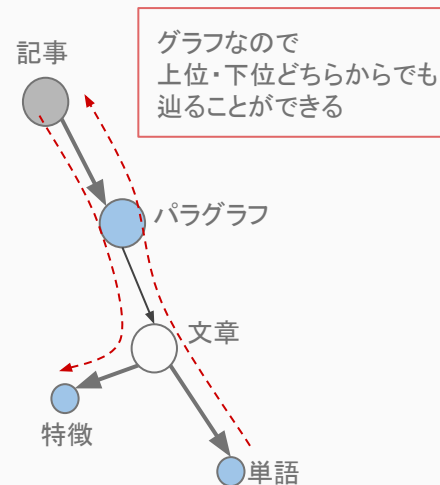 記事
グラフなので
上位・下位どちらからでも
辿ることができる
パラグラフ
文章
特徴
単語